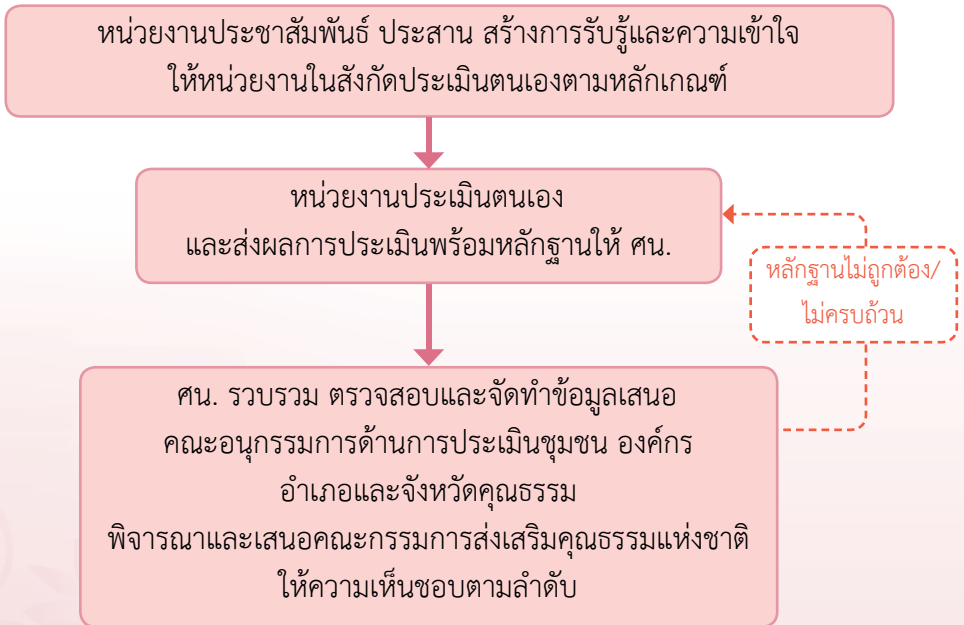 หน่วยงานประชาสัมพันธ์ ประสาน สร้างการรับรู้และความเข้าใจ
ให้หน่วยงานในสังกัดประเมินตนเองตามหลักเกณฑ์
หน่วยงานประเมินตนเอง
และส่งผลการประเมินพร้อมหลักฐานให้ ศน.
หลักฐานไม่ถูกต้อง/
ไม่ครบถ้วน
ศน. รวบรวม ตรวจสอบและจัดทำข้อมูลเสนอ
คณะอนุกรรมการด้านการประเมินชุมชน องค์กร
อำเภอและจังหวัดคุณธรรม
พิจารณาและเสนอคณะกรรมการส่งเสริมคุณธรรมแห่งชาติ
ให้ความเห็นชอบตามลำดับ